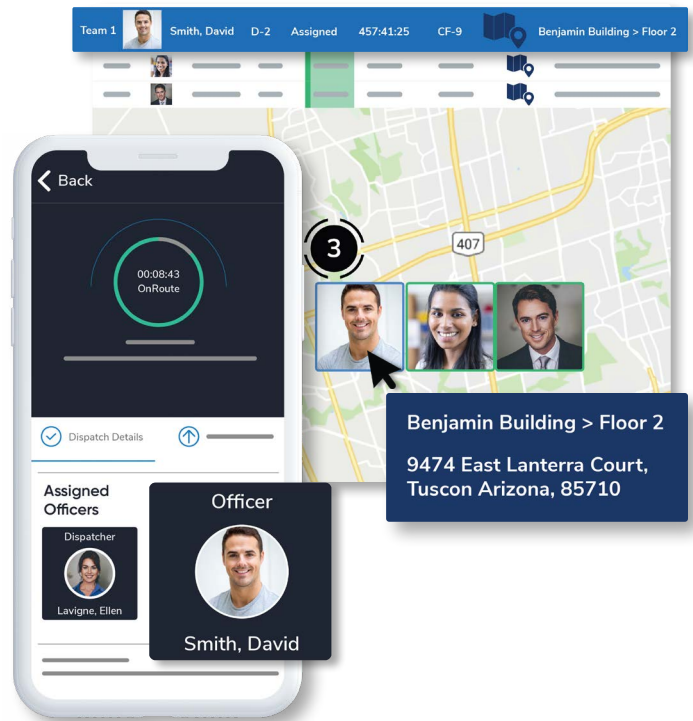 Team 1 Smith, David D-2 Assigned 457:41:25 CF-9 Benjamin Building > Floor 2
Back
00:08:43
OnRoute
3
407
Benjamin Building > Floor 2
9474 East Lanterra Court,
Tuscon Arizona, 85710
Dispatch Details
Assigned
Officers
Dispatcher
Lavigne, Ellen
Officer
Smith, David